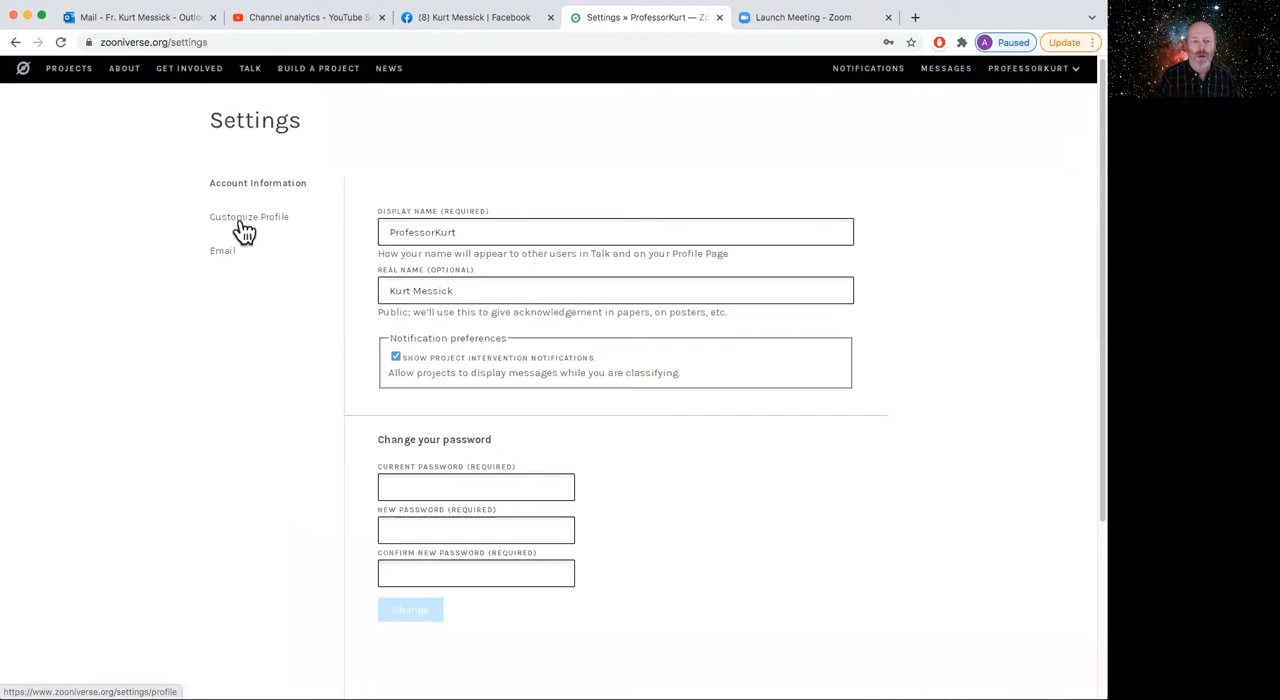 Mail - Fr. Kurt Messick - Outlo
Channel analytics - YouTube S
(8) Kurt Messick | Facebook
Settings » ProfessorKurt — Zo
Launch Meeting - Zoom
zooniverse.org/settings
A Paused
Update
PROJECTS ABOUT GET INVOLVED TALK BUILD A PROJECT NEWS NOTIFICATIONS MESSAGES PROFESSORKURT
Settings
Account Information
Customize Profile
Email
DISPLAY NAME (REQUIRED)
ProfessorKurt
How your name will appear to other users in Talk and on your Profile Page
REAL NAME (OPTIONAL)
Kurt Messick
Public; we'll use this to give acknowledgement in papers, on posters, etc.
Notification preferences
SHOW PROJECT INTERVENTION NOTIFICATIONS.
Allow projects to display messages while you are classifying.
Change your password
CURRENT PASSWORD (REQUIRED)
NEW PASSWORD (REQUIRED)
CONFIRM NEW PASSWORD (REQUIRED)
Change
https://www.zooniverse.org/settings/profile